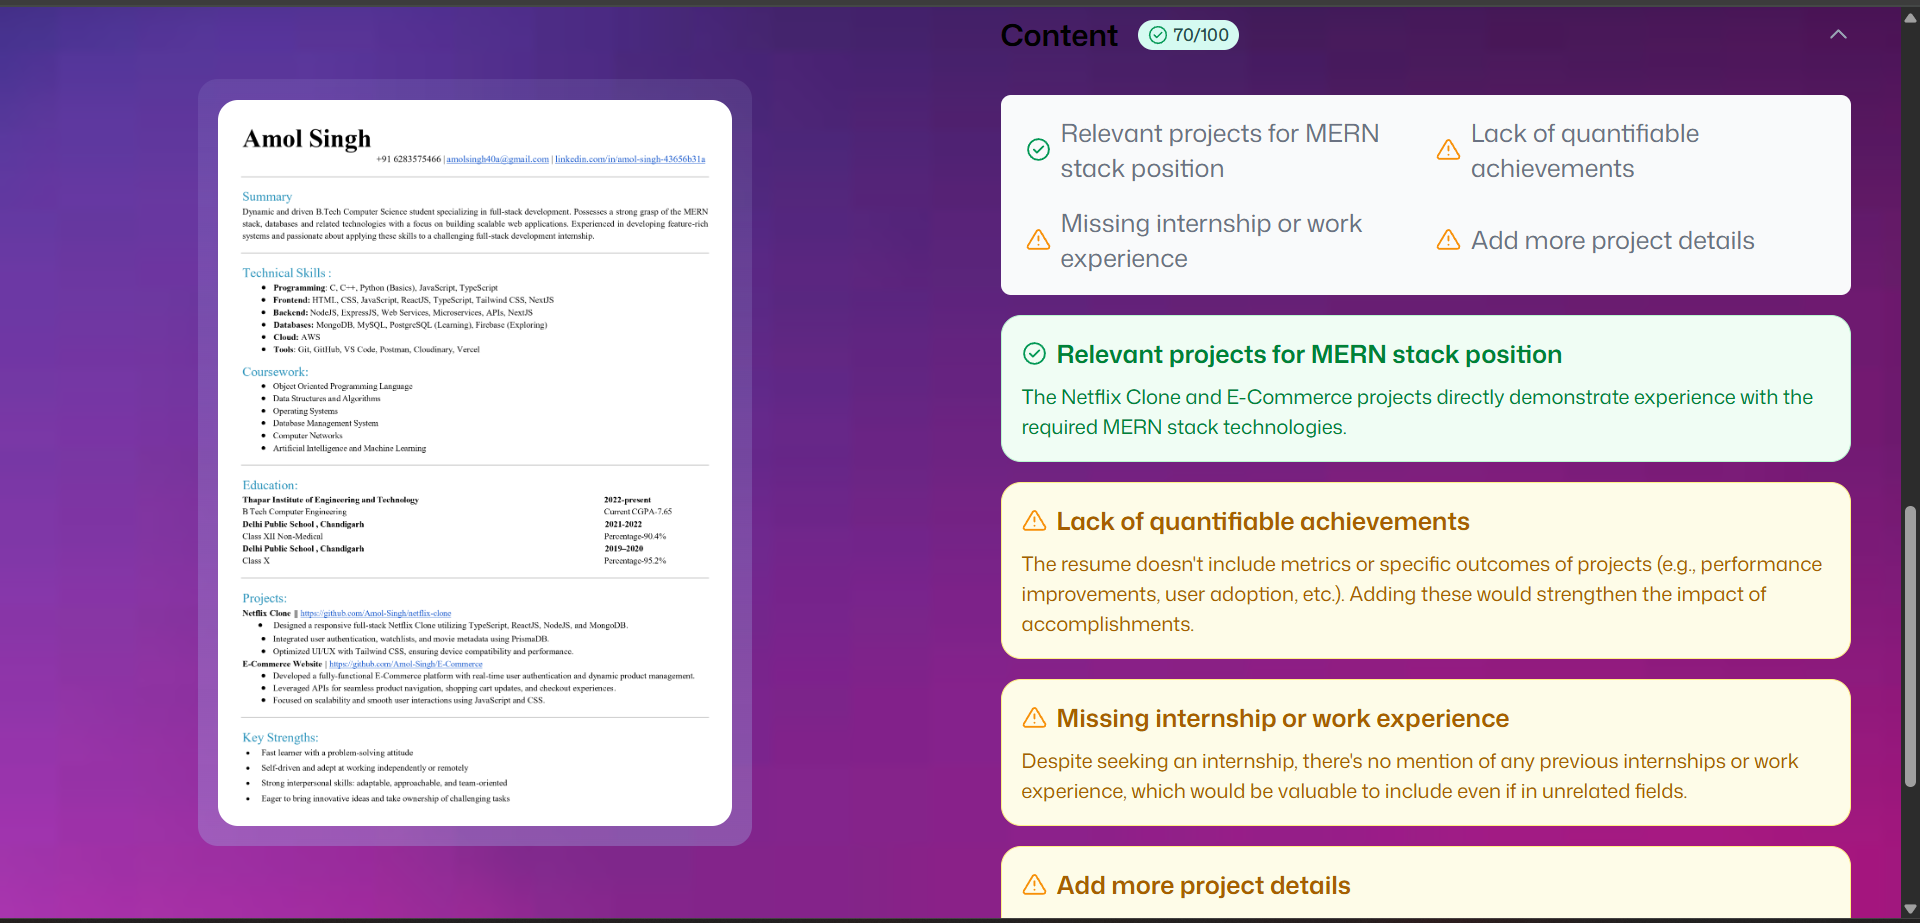 Amol Singh
+91 6283575466 | amolsingh40a@gmail.com | linkedin.com/in/amol-singh-43656b31a
Summary
Dynamic and driven B.Tech Computer Science student specializing in full-stack development. Possesses a strong grasp of the MERN
stack, databases and related technologies with a focus on building scalable web applications. Experienced in developing feature-rich
systems and passionate about applying these skills to a challenging full-stack development internship.
Technical Skills :
• Programming: C, C++, Python (Basics), JavaScript, TypeScript
• Frontend: HTML, CSS, JavaScript, ReactJS, TypeScript, Tailwind CSS, NextJS
• Backend: NodeJS, ExpressJS, Web Services, Microservices, APIs, NextJS
• Databases: MongoDB, MySQL, PostgreSQL (Learning), Firebase (Exploring)
• Cloud: AWS
• Tools: Git, GitHub, VS Code, Postman, Cloudinary, Vercel
Coursework:
• Object Oriented Programming Language
• Data Structures and Algorithms
• Operating Systems
• Database Management System
• Computer Networks
• Artificial Intelligence and Machine Learning
Education:
Thapar Institute of Engineering and Technology 2022-present
B Tech Computer Engineering Current CGPA-7.65
Delhi Public School , Chandigarh 2021-2022
Class XII Non-Medical Percentage-90.4%
Delhi Public School , Chandigarh 2019–2020
Class X Percentage-95.2%
Projects:
Netflix Clone || https://github.com/Amol-Singh/netflix-clone
• Designed a responsive full-stack Netflix Clone utilizing TypeScript, ReactJS, NodeJS, and MongoDB.
• Integrated user authentication, watchlists, and movie metadata using PrismaDB.
• Optimized UI/UX with Tailwind CSS, ensuring device compatibility and performance.
E-Commerce Website | https://github.com/Amol-Singh/E-Commerce
• Developed a fully-functional E-Commerce platform with real-time user authentication and dynamic product management.
• Leveraged APIs for seamless product navigation, shopping cart updates, and checkout experiences.
• Focused on scalability and smooth user interactions using JavaScript and CSS.
Key Strengths:
• Fast learner with a problem-solving attitude
• Self-driven and adept at working independently or remotely
• Strong interpersonal skills: adaptable, approachable, and team-oriented
• Eager to bring innovative ideas and take ownership of challenging tasks
Content 70/100
Relevant projects for MERN
stack position
Lack of quantifiable
achievements
Missing internship or work
experience
Add more project details
Relevant projects for MERN stack position
The Netflix Clone and E-Commerce projects directly demonstrate experience with the
required MERN stack technologies.
Lack of quantifiable achievements
The resume doesn't include metrics or specific outcomes of projects (e.g., performance
improvements, user adoption, etc.). Adding these would strengthen the impact of
accomplishments.
Missing internship or work experience
Despite seeking an internship, there's no mention of any previous internships or work
experience, which would be valuable to include even if in unrelated fields.
Add more project details